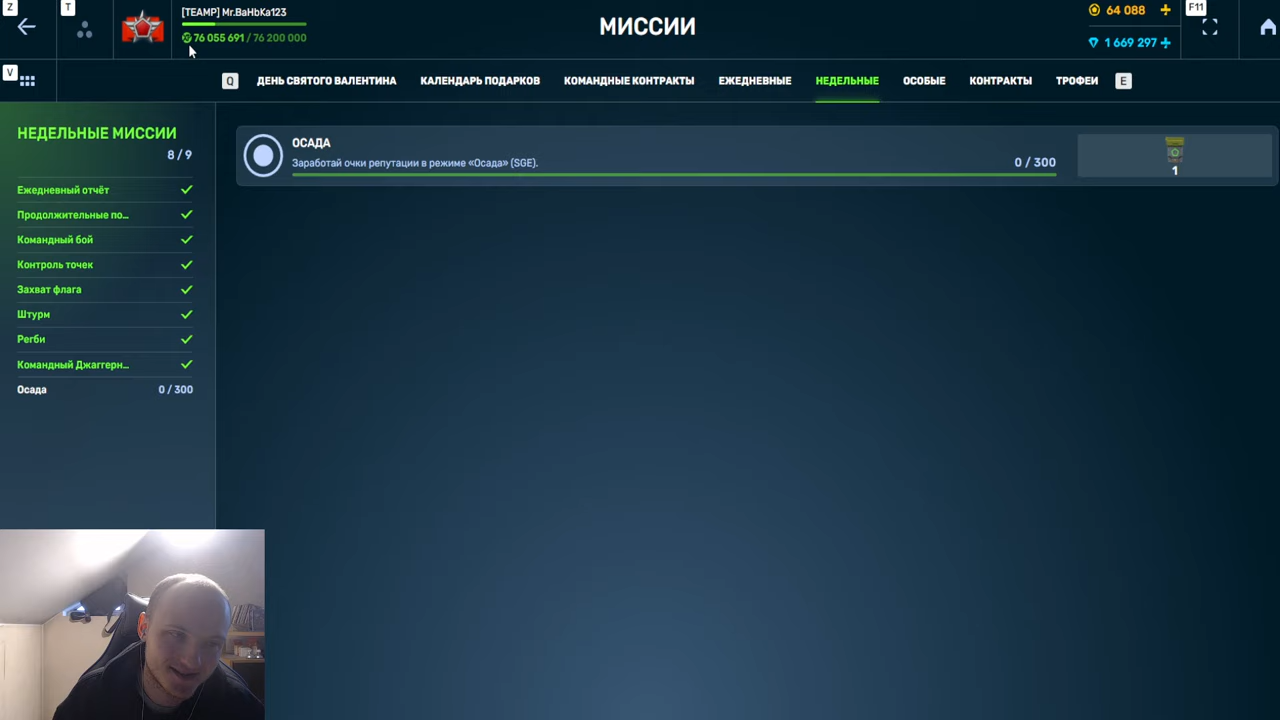 Z
T
[TEAMP] Mr.BaHbKa123
76 055 691 / 76 200 000
МИССИИ
64 088
1 669 297
F11
V
Q
ДЕНЬ СВЯТОГО ВАЛЕНТИНА
КАЛЕНДАРЬ ПОДАРКОВ
КОМАНДНЫЕ КОНТРАКТЫ
ЕЖЕДНЕВНЫЕ
НЕДЕЛЬНЫЕ
ОСОБЫЕ
КОНТРАКТЫ
ТРОФЕИ
E
НЕДЕЛЬНЫЕ МИССИИ
8 / 9
Ежедневный отчёт
Продолжительные по...
Командный бой
Контроль точек
Захват флага
Штурм
Регби
Командный Джаггерн...
Осада 0 / 300
ОСАДА
Заработай очки репутации в режиме «Осада» (SGE).
0 / 300
1